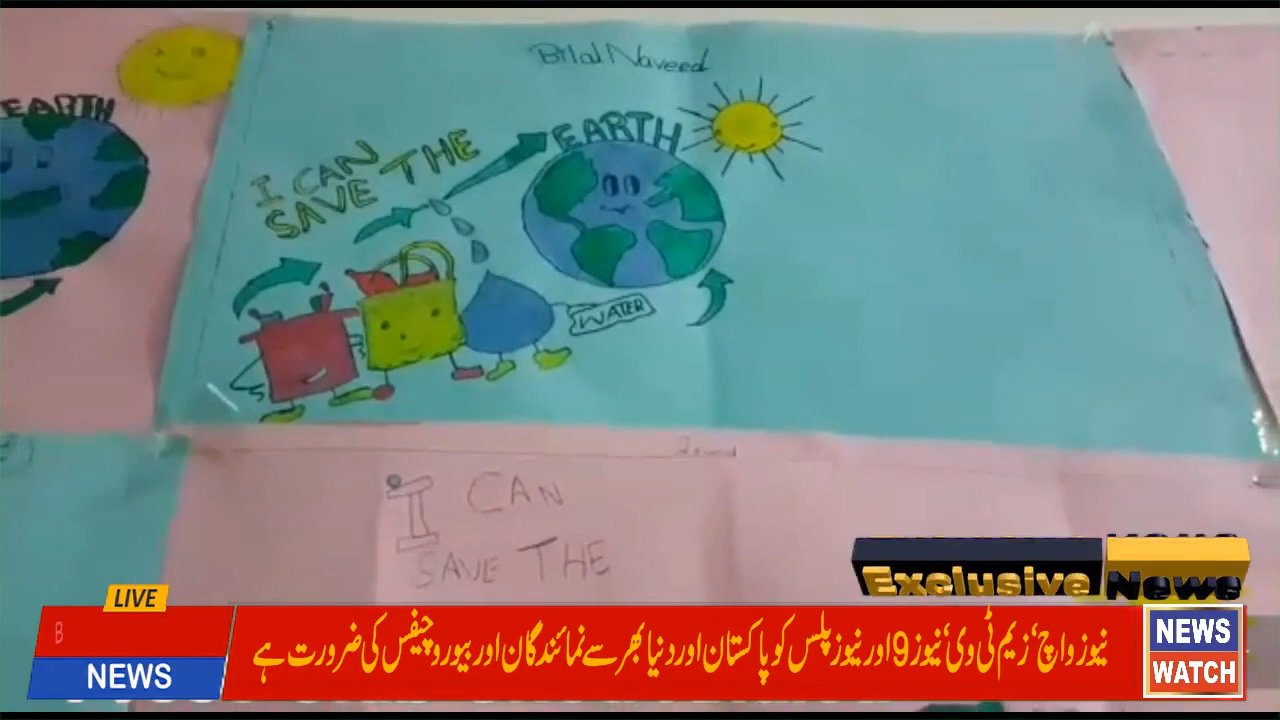 Bilal Naveed
EARTH
I CAN
SAVE THE
EARTH
WATER
I CAN
SAVE THE
Exclusive News
LIVE
B
NEWS
نیوز واچ‘ زیم ٹی وی‘ نیوز 9 اور نیوز پلس کو پاکستان اور دنیا بھر سے نمائندگان اور بیورو چیفس کی ضرورت ہے
NEWS
WATCH